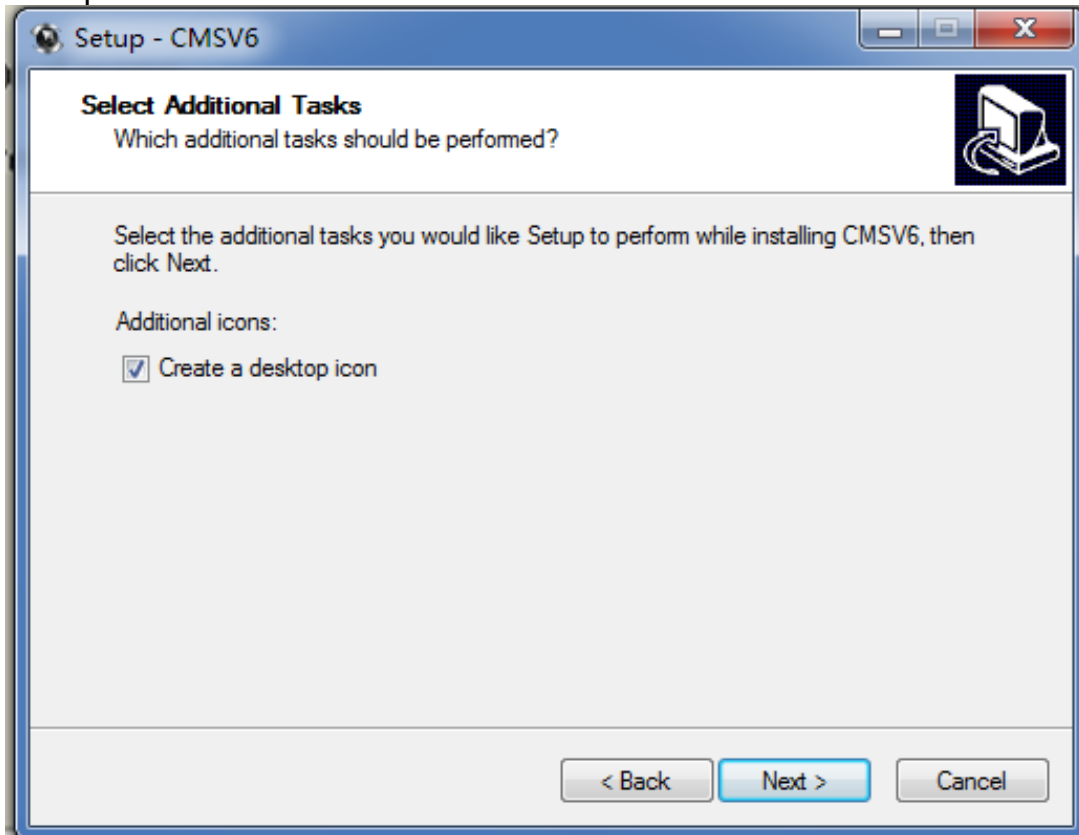 Setup - CMSV6
Select Additional Tasks
Which additional tasks should be performed?
Select the additional tasks you would like Setup to perform while installing CMSV6, then
click Next.
Additional icons:
Create a desktop icon
< Back
Next >
Cancel